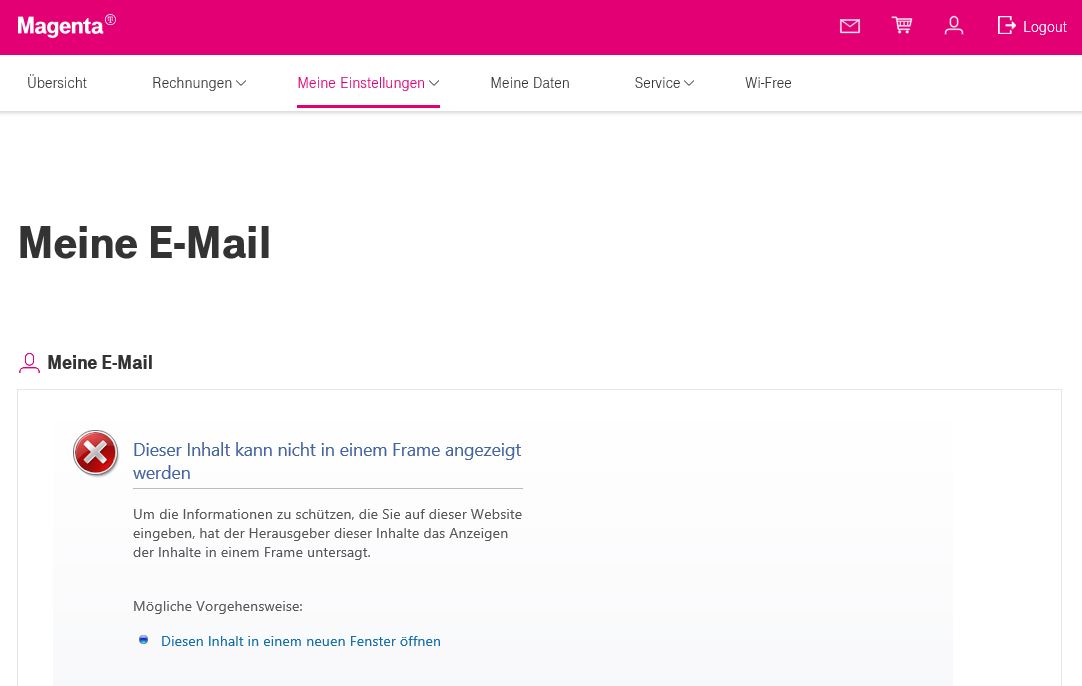 Magenta®
Logout
Übersicht
Rechnungen
Meine Einstellungen
Meine Daten
Service
Wi-Free
Meine E-Mail
Meine E-Mail
Dieser Inhalt kann nicht in einem Frame angezeigt
werden
Um die Informationen zu schützen, die Sie auf dieser Website
eingeben, hat der Herausgeber dieser Inhalte das Anzeigen
der Inhalte in einem Frame untersagt.
Mögliche Vorgehensweise:
Diesen Inhalt in einem neuen Fenster öffnen